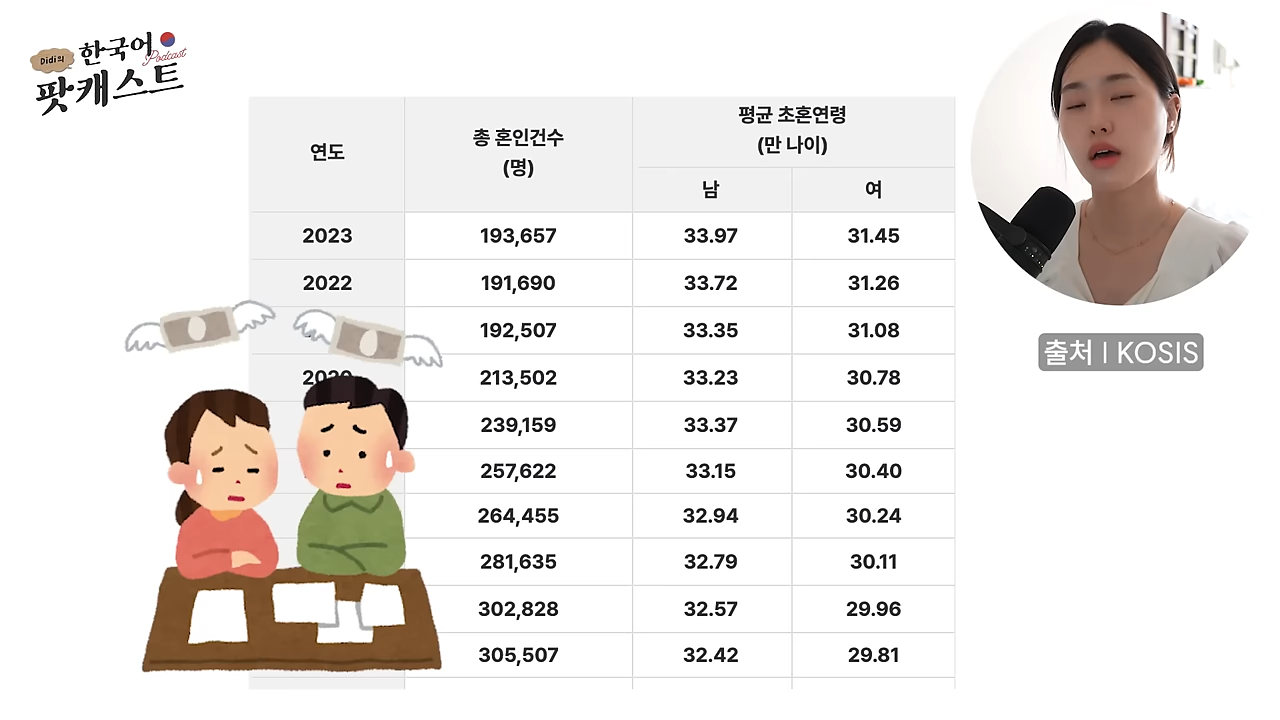 Didi의 한국어
Podcast
팟캐스트
연도
총 혼인건수
(명)
평균 초혼연령
(만 나이)
남
여
2023 193,657 33.97 31.45
2022 191,690 33.72 31.26
192,507 33.35 31.08
2020 213,502 33.23 30.78
239,159 33.37 30.59
257,622 33.15 30.40
264,455 32.94 30.24
281,635 32.79 30.11
302,828 32.57 29.96
305,507 32.42 29.81
출처 | KOSIS